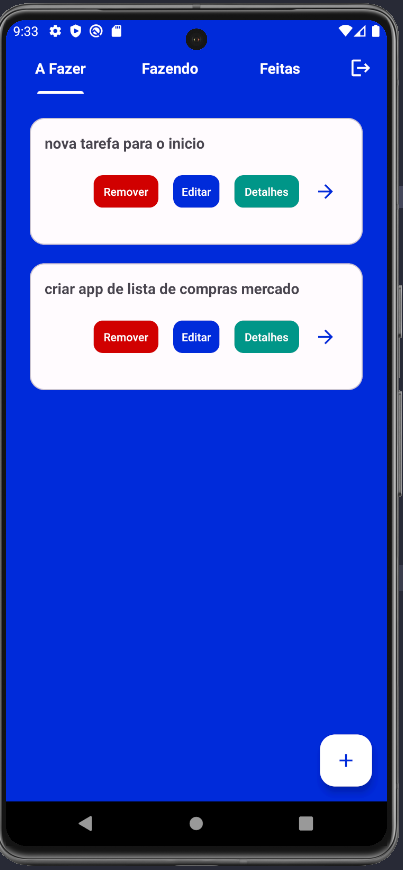 9:33
A Fazer Fazendo Feitas
nova tarefa para o inicio
Remover Editar Detalhes
criar app de lista de compras mercado
Remover Editar Detalhes
+